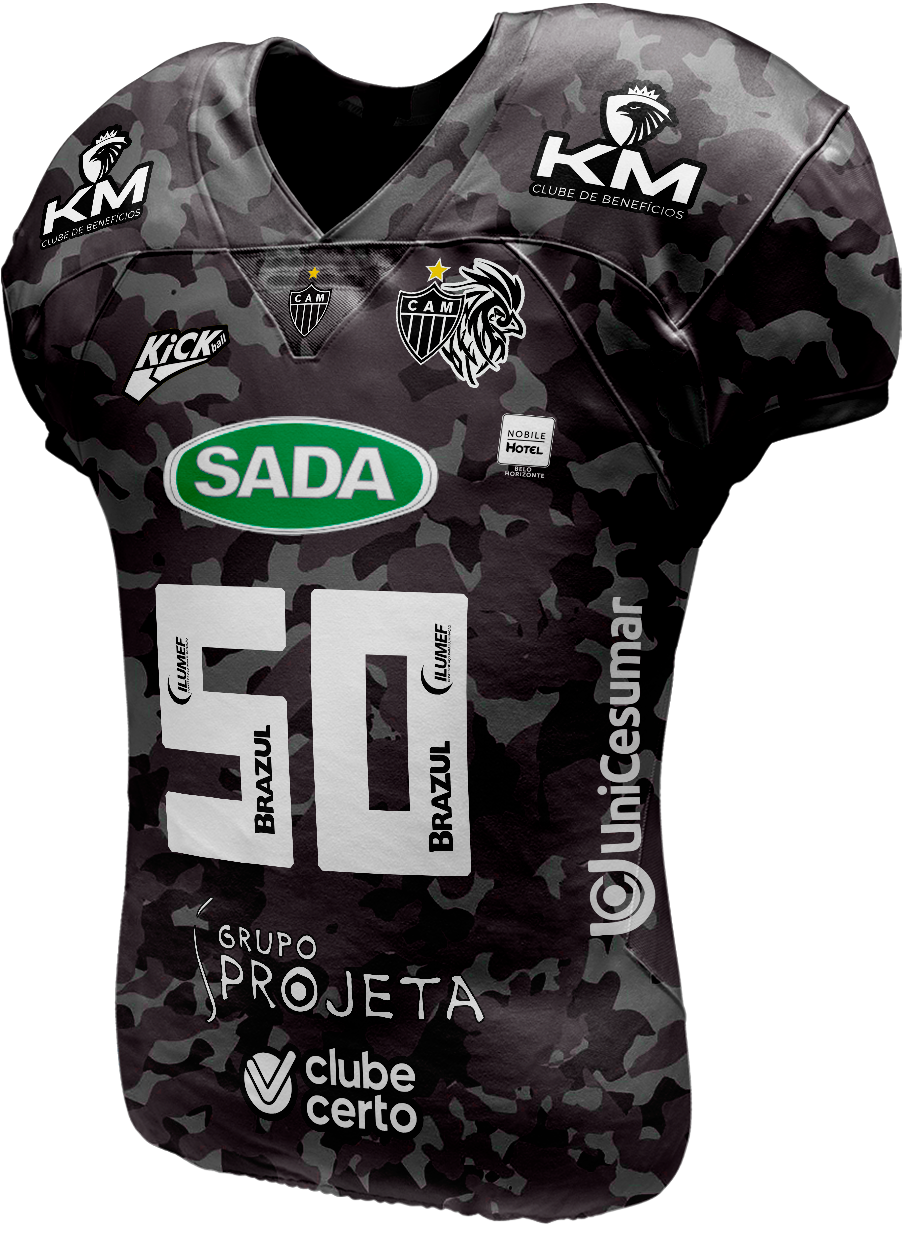 KM
CLUBE DE BENEFÍCIOS
KM
CLUBE DE BENEFÍCIOS
CAM
CAM
KiCK
ball
NOBILE
HOTEL
BELO
HORIZONTE
SADA
50
ILUMEF
ILUMEF
BRAZUL
BRAZUL
UniCesumar
GRUPO
PROJETA
clube
certo